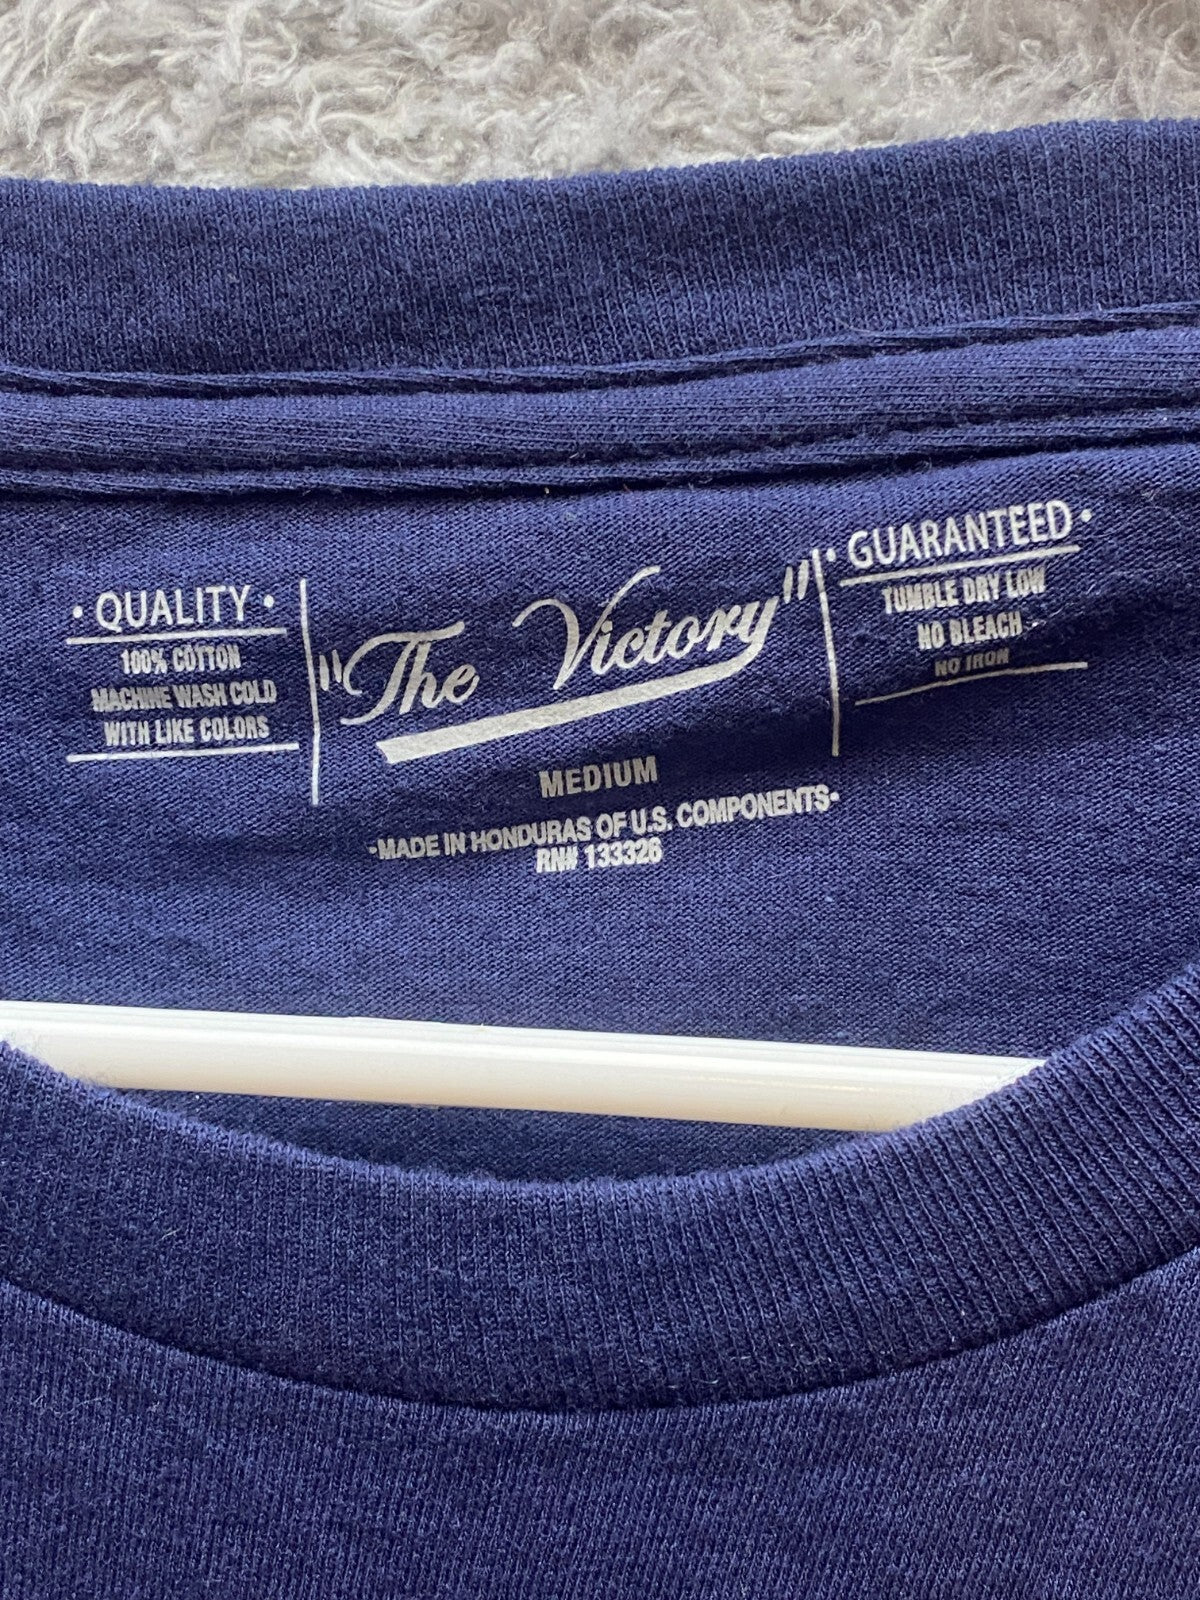 • QUALITY •
100% COTTON
MACHINE WASH COLD
WITH LIKE COLORS
"The Victory"
MEDIUM
•MADE IN HONDURAS OF U.S. COMPONENTS•
RN# 133326
• GUARANTEED •
TUMBLE DRY LOW
NO BLEACH
NO IRON